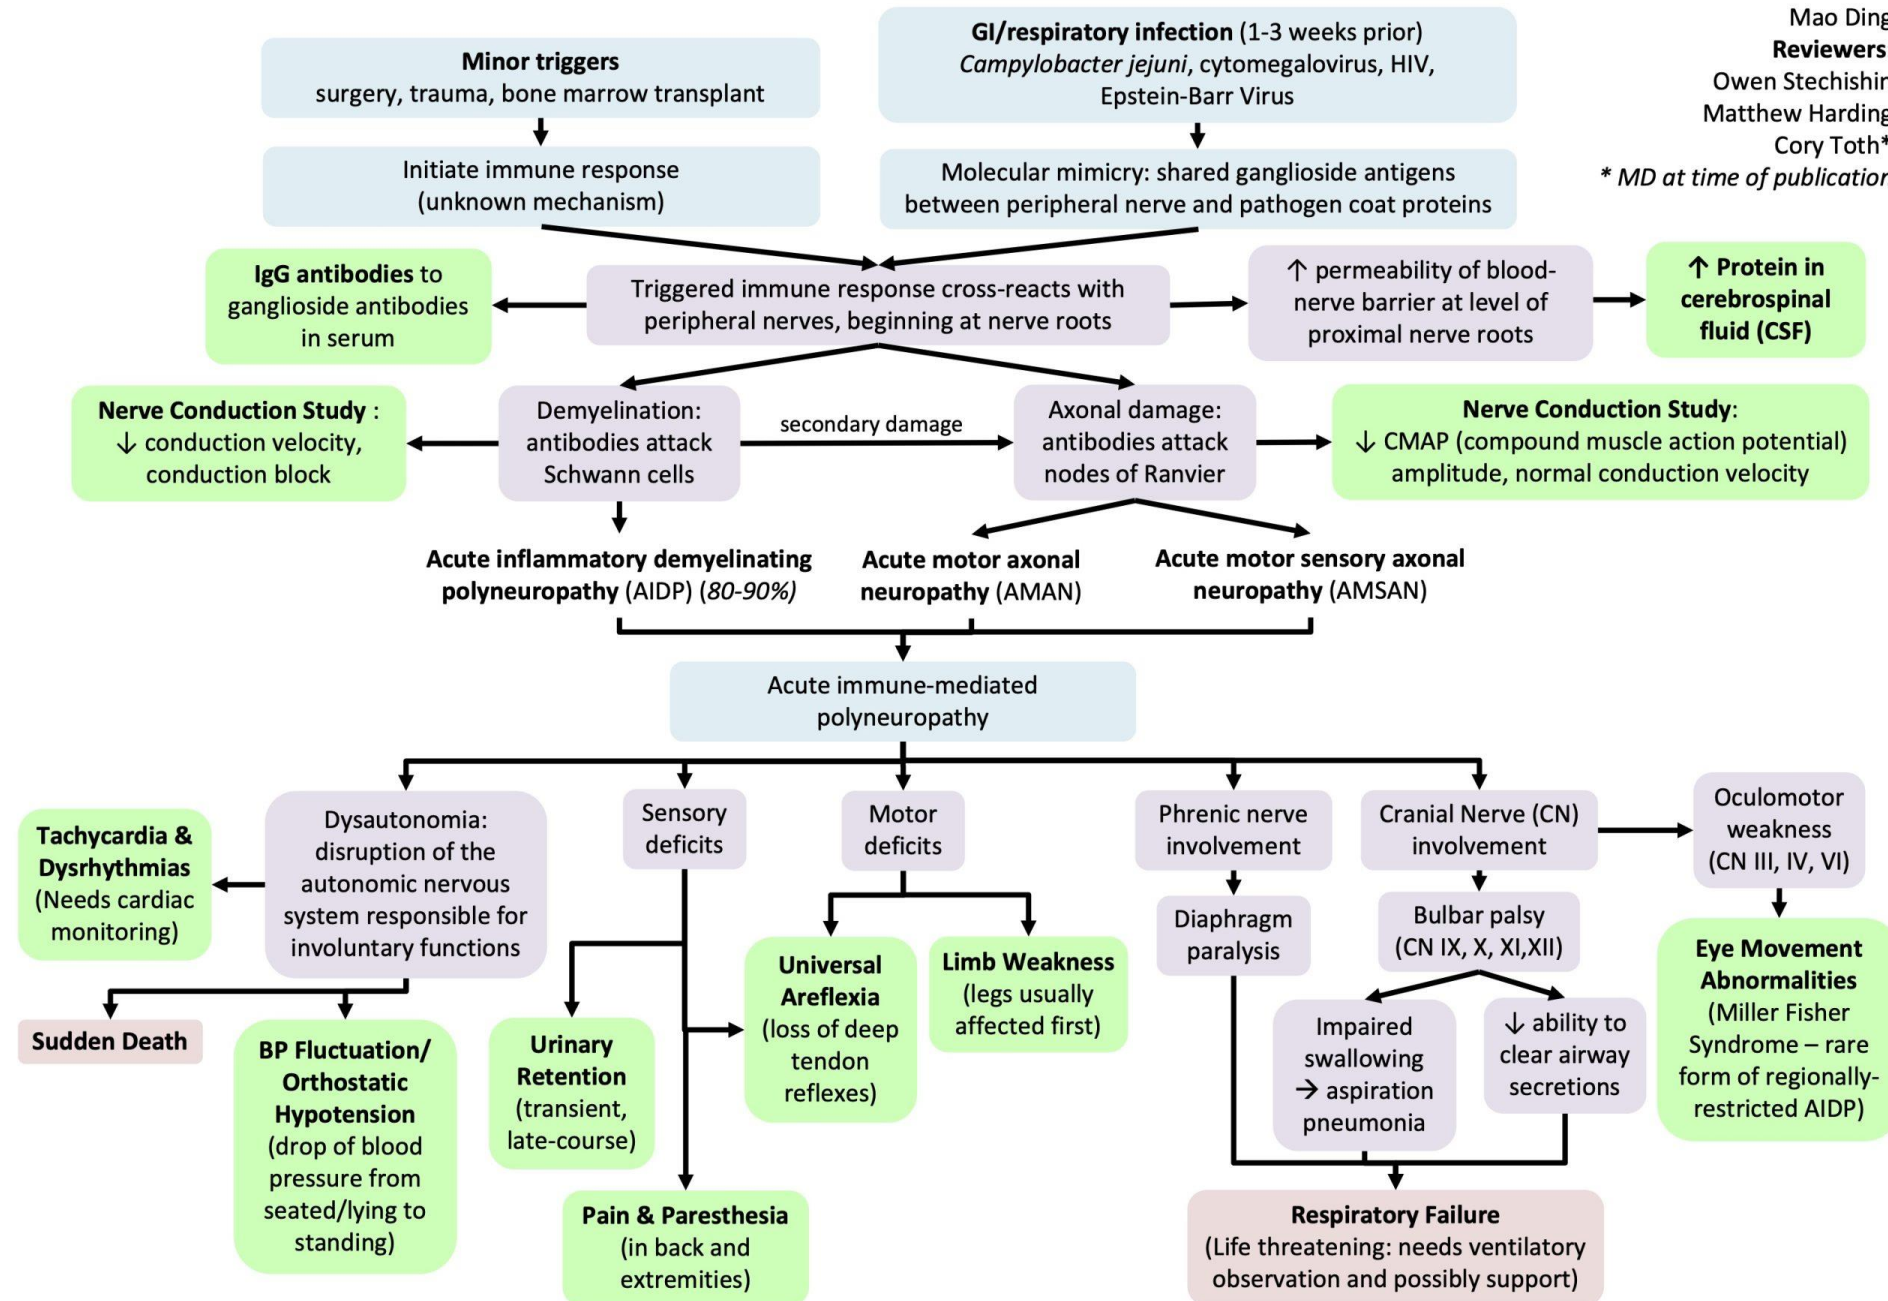 Mao Ding
Reviewers
Owen Stechishin
Matthew Harding
Cory Toth*
* MD at time of publication
Minor triggers
surgery, trauma, bone marrow transplant
GI/respiratory infection (1-3 weeks prior)
Campylobacter jejuni, cytomegalovirus, HIV,
Epstein-Barr Virus
Initiate immune response
(unknown mechanism)
Molecular mimicry: shared ganglioside antigens
between peripheral nerve and pathogen coat proteins
IgG antibodies to
ganglioside antibodies
in serum
Triggered immune response cross-reacts with
peripheral nerves, beginning at nerve roots
↑ permeability of blood-
nerve barrier at level of
proximal nerve roots
↑ Protein in
cerebrospinal
fluid (CSF)
Nerve Conduction Study :
↓ conduction velocity,
conduction block
Demyelination:
antibodies attack
Schwann cells
secondary damage
Axonal damage:
antibodies attack
nodes of Ranvier
Nerve Conduction Study:
↓ CMAP (compound muscle action potential)
amplitude, normal conduction velocity
Acute inflammatory demyelinating
polyneuropathy (AIDP) (80-90%)
Acute motor axonal
neuropathy (AMAN)
Acute motor sensory axonal
neuropathy (AMSAN)
Acute immune-mediated
polyneuropathy
Tachycardia &
Dysrhythmias
(Needs cardiac
monitoring)
Dysautonomia:
disruption of the
autonomic nervous
system responsible for
involuntary functions
Sensory
deficits
Motor
deficits
Phrenic nerve
involvement
Cranial Nerve (CN)
involvement
Oculomotor
weakness
(CN III, IV, VI)
Diaphragm
paralysis
Bulbar palsy
(CN IX, X, XI,XII)
Sudden Death
BP Fluctuation/
Orthostatic
Hypotension
(drop of blood
pressure from
seated/lying to
standing)
Urinary
Retention
(transient,
late-course)
Universal
Areflexia
(loss of deep
tendon
reflexes)
Limb Weakness
(legs usually
affected first)
Impaired
swallowing
→ aspiration
pneumonia
↓ ability to
clear airway
secretions
Eye Movement
Abnormalities
(Miller Fisher
Syndrome – rare
form of regionally-
restricted AIDP)
Pain & Paresthesia
(in back and
extremities)
Respiratory Failure
(Life threatening: needs ventilatory
observation and possibly support)